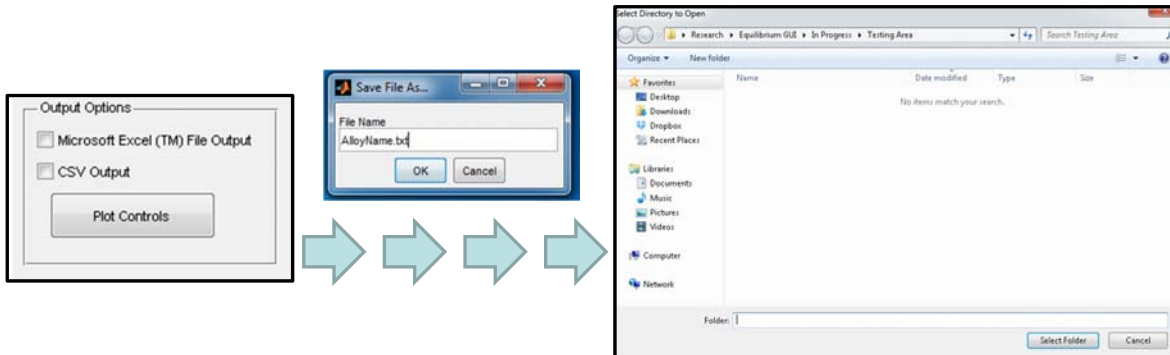 Output Options
Microsoft Excel (TM) File Output
CSV Output
Plot Controls
Save File As...
File Name
AlloyName.txt
OK Cancel
Select Directory to Open
Research ▸ Equilibrium GUI ▸ In Progress ▸ Testing Area
Search Testing Area
Organize New folder
Name Date modified Type Size
No items match your search.
Favorites
Desktop
Downloads
Dropbox
Recent Places
Libraries
Documents
Music
Pictures
Videos
Computer
Network
Folder:
Select Folder Cancel